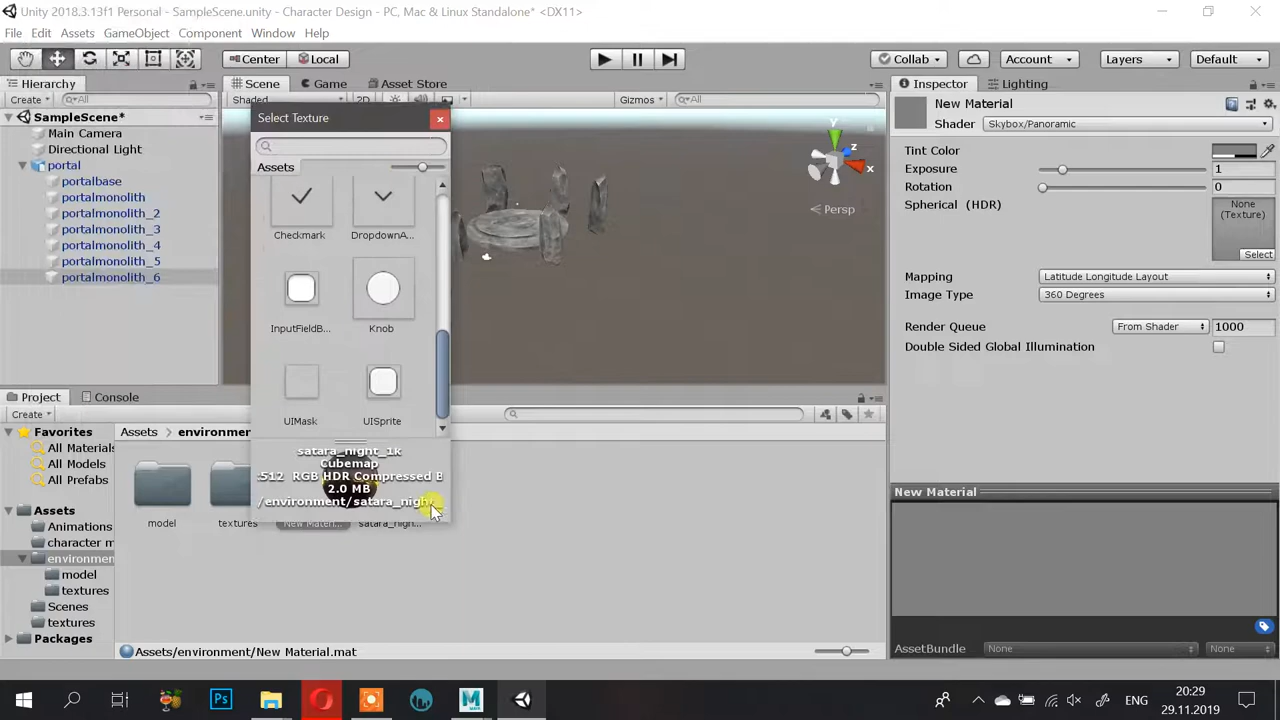 Unity 2018.3.13f1 Personal - SampleScene.unity - Character Design - PC, Mac & Linux Standalone* <DX11>
File Edit Assets GameObject Component Window Help
Center Local Collab Account Layers Default
Hierarchy Scene Game Asset Store Inspector Lighting
Create All Shaded 2D Gizmos All
SampleScene*
Main Camera
Directional Light
portal
portalbase
portalmonolith
portalmonolith_2
portalmonolith_3
portalmonolith_4
portalmonolith_5
portalmonolith_6
Select Texture
Assets
Checkmark DropdownA...
InputFieldB... Knob
UIMask UISprite
satara_night_1k
Cubemap
:512 RGB HDR Compressed B
2.0 MB
/environment/satara_nigh
y
z
x
Persp
New Material
Shader Skybox/Panoramic
Tint Color
Exposure 1
Rotation 0
Spherical (HDR) None
(Texture)
Select
Mapping Latitude Longitude Layout
Image Type 360 Degrees
Render Queue From Shader 1000
Double Sided Global Illumination
New Material
AssetBundle None None
Project Console
Create
Favorites
All Materials
All Models
All Prefabs
Assets
Animations
character m
environmen
model
textures
Scenes
textures
Packages
Assets environmen
model textures New Materi... satara_nigh...
Assets/environment/New Material.mat
Ps
M
ENG
20:29
29.11.2019